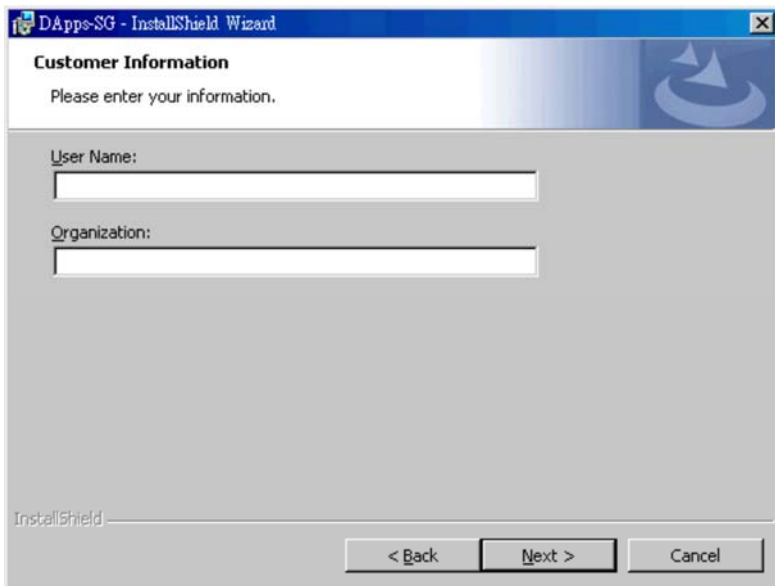 DApps-SG - InstallShield Wizard
Customer Information
Please enter your information.
User Name:
Organization:
InstallShield
< Back
Next >
Cancel